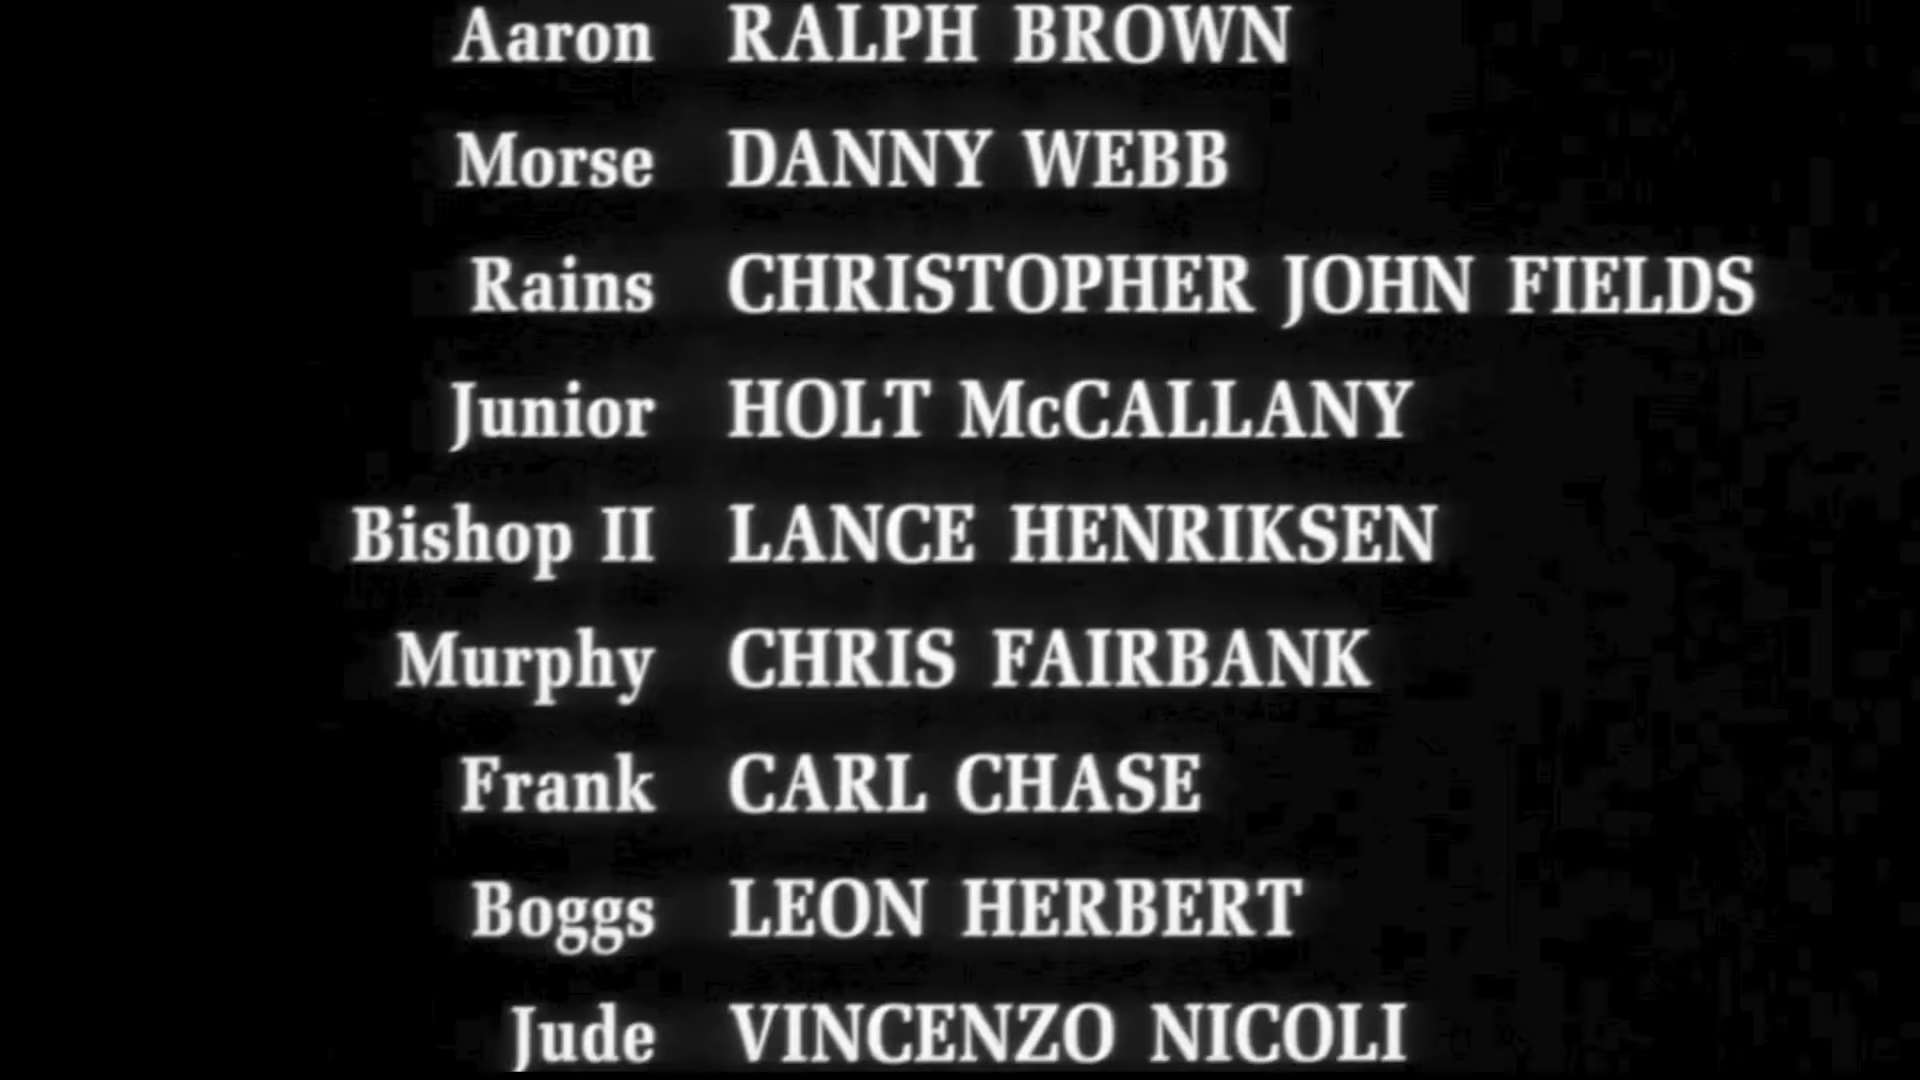 Aaron RALPH BROWN
Morse DANNY WEBB
Rains CHRISTOPHER JOHN FIELDS
Junior HOLT McCALLANY
Bishop II LANCE HENRIKSEN
Murphy CHRIS FAIRBANK
Frank CARL CHASE
Boggs LEON HERBERT
Jude VINCENZO NICOLI